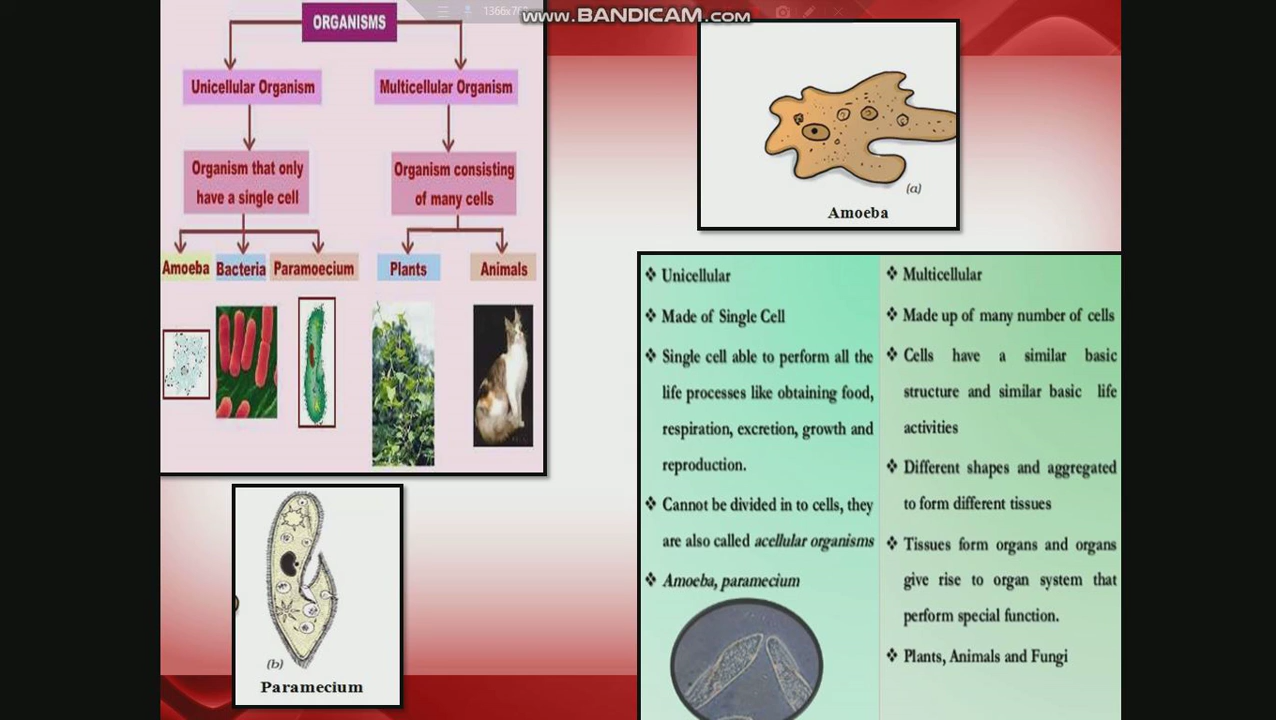 1366x768
www.BANDICAM.com
ORGANISMS
Unicellular Organism
Multicellular Organism
Organism that only
have a single cell
Organism consisting
of many cells
Amoeba
Bacteria
Paramoecium
Plants
Animals
(b)
Paramecium
(a)
Amoeba
❖ Unicellular
❖ Made of Single Cell
❖ Single cell able to perform all the
life processes like obtaining food,
respiration, excretion, growth and
reproduction.
❖ Cannot be divided in to cells, they
are also called acellular organisms
❖ Amoeba, paramecium
❖ Multicellular
❖ Made up of many number of cells
❖ Cells have a similar basic
structure and similar basic life
activities
❖ Different shapes and aggregated
to form different tissues
❖ Tissues form organs and organs
give rise to organ system that
perform special function.
❖ Plants, Animals and Fungi